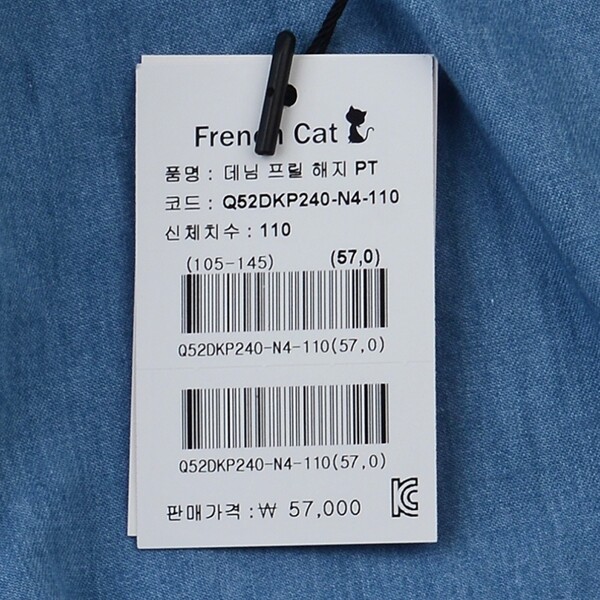 French Cat
품명 : 데님 프릴 해지 PT
코드 : Q52DKP240-N4-110
신체치수 : 110
(105-145) (57,0)
Q52DKP240-N4-110(57,0)
Q52DKP240-N4-110(57,0)
판매가격 : ₩ 57,000